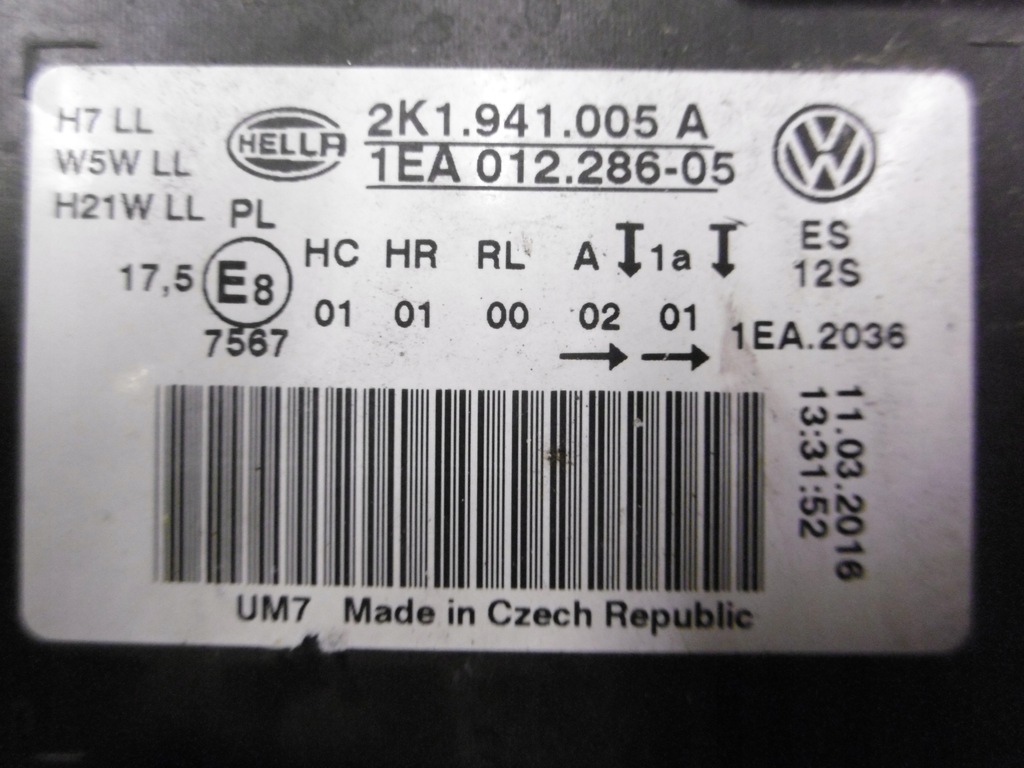 H7 LL
W5W LL
H21W LL PL
HELLA
2K1.941.005 A
1EA 012.286-05
ES
12S
17,5 E8
7567
HC HR RL A 1a
01 01 00 02 01
1EA.2036
11.03.2016
13:31:52
UM7 Made in Czech Republic